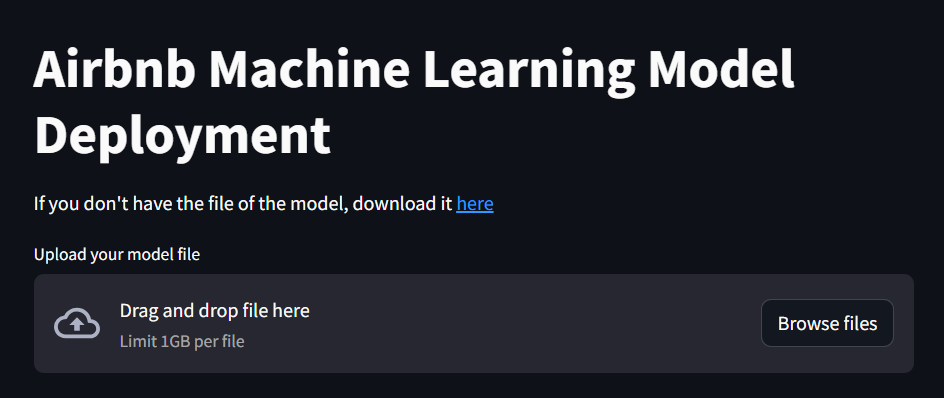 Airbnb Machine Learning Model
Deployment
If you don't have the file of the model, download it here
Upload your model file
Drag and drop file here
Limit 1GB per file
Browse files